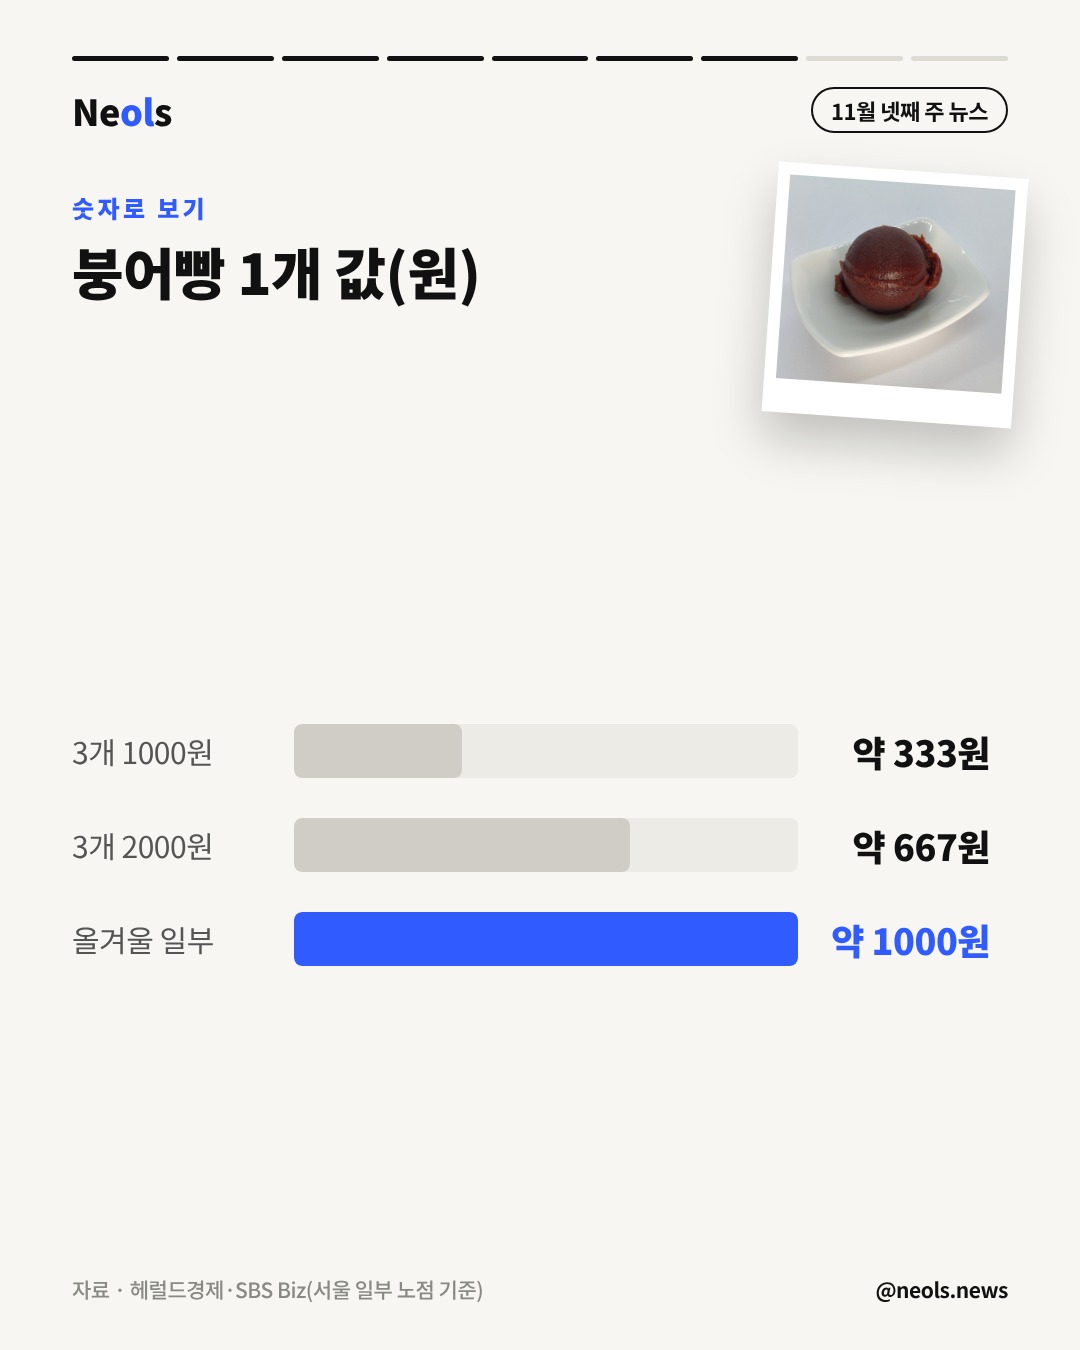 Neols
11월 넷째 주 뉴스
숫자로 보기
붕어빵 1개 값(원)
3개 1000원
약 333원
3개 2000원
약 667원
올겨울 일부
약 1000원
자료 · 헤럴드경제·SBS Biz(서울 일부 노점 기준)
@neols.news